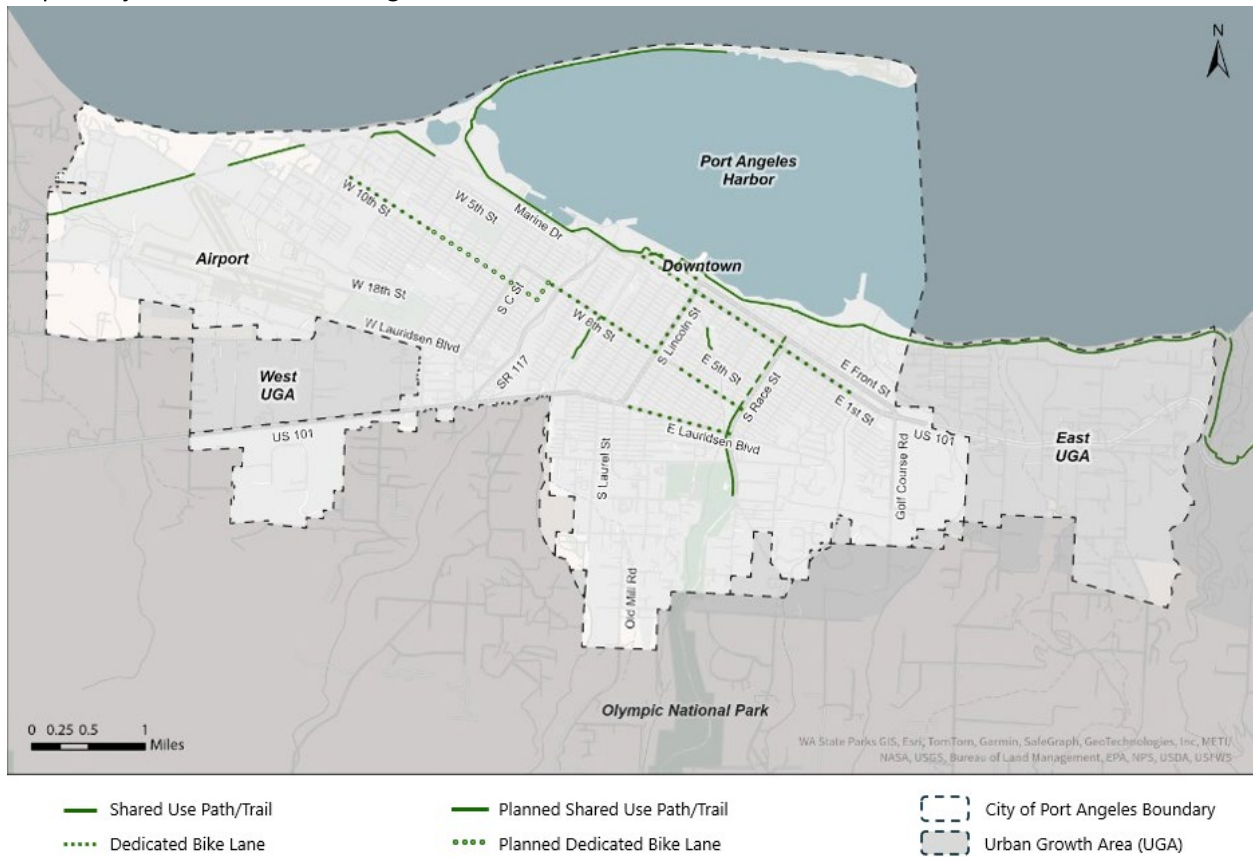 N
Port Angeles
Harbor
W 10th St
W 5th St
Marine Dr
Airport
Downtown
W 18th St
S C St
W 8th St
S Lincoln St
W Lauridsen Blvd
E 5th St
S Race St
E Front St
E 1st St
West
UGA
SR 117
US 101
E Lauridsen Blvd
US 101
East
UGA
S Laurel St
Golf Course Rd
Old Mill Rd
Olympic National Park
0 0.25 0.5 1
Miles
WA State Parks GIS, Esri, TomTom, Garmin, SafeGraph, GeoTechnologies, Inc, METI/
NASA, USGS, Bureau of Land Management, EPA, NPS, USDA, USFWS
Shared Use Path/Trail
Planned Shared Use Path/Trail
City of Port Angeles Boundary
Dedicated Bike Lane
Planned Dedicated Bike Lane
Urban Growth Area (UGA)